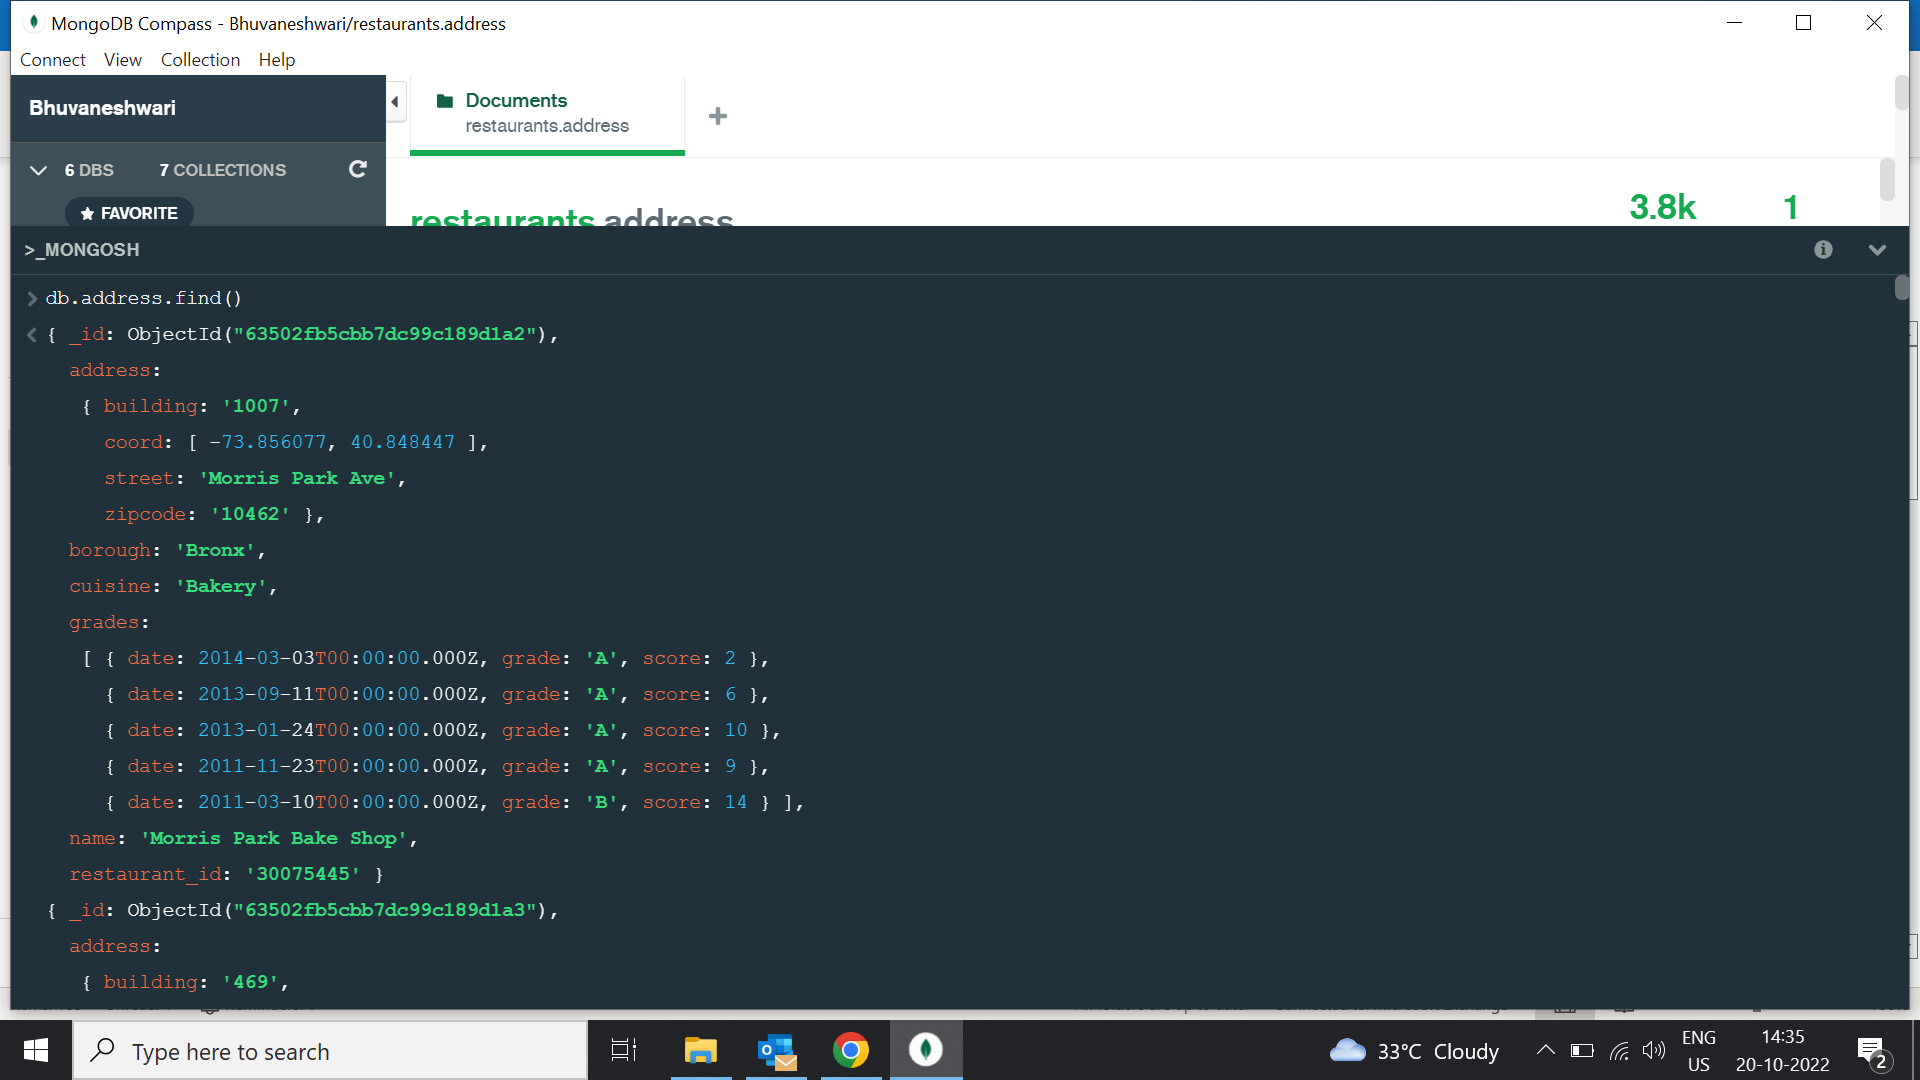 MongoDB Compass - Bhuvaneshwari/restaurants.address
Connect View Collection Help
Bhuvaneshwari
Documents
restaurants.address
6 DBS 7 COLLECTIONS
FAVORITE
restaurants.address
3.8k 1
>_MONGOSH
db.address.find()
{ _id: ObjectId("63502fb5cbb7dc99c189d1a2"),
address:
{ building: '1007',
coord: [ -73.856077, 40.848447 ],
street: 'Morris Park Ave',
zipcode: '10462' },
borough: 'Bronx',
cuisine: 'Bakery',
grades:
[ { date: 2014-03-03T00:00:00.000Z, grade: 'A', score: 2 },
{ date: 2013-09-11T00:00:00.000Z, grade: 'A', score: 6 },
{ date: 2013-01-24T00:00:00.000Z, grade: 'A', score: 10 },
{ date: 2011-11-23T00:00:00.000Z, grade: 'A', score: 9 },
{ date: 2011-03-10T00:00:00.000Z, grade: 'B', score: 14 } ],
name: 'Morris Park Bake Shop',
restaurant_id: '30075445' }
{ _id: ObjectId("63502fb5cbb7dc99c189d1a3"),
address:
{ building: '469',
Type here to search
33°C Cloudy
ENG
US
14:35
20-10-2022
2